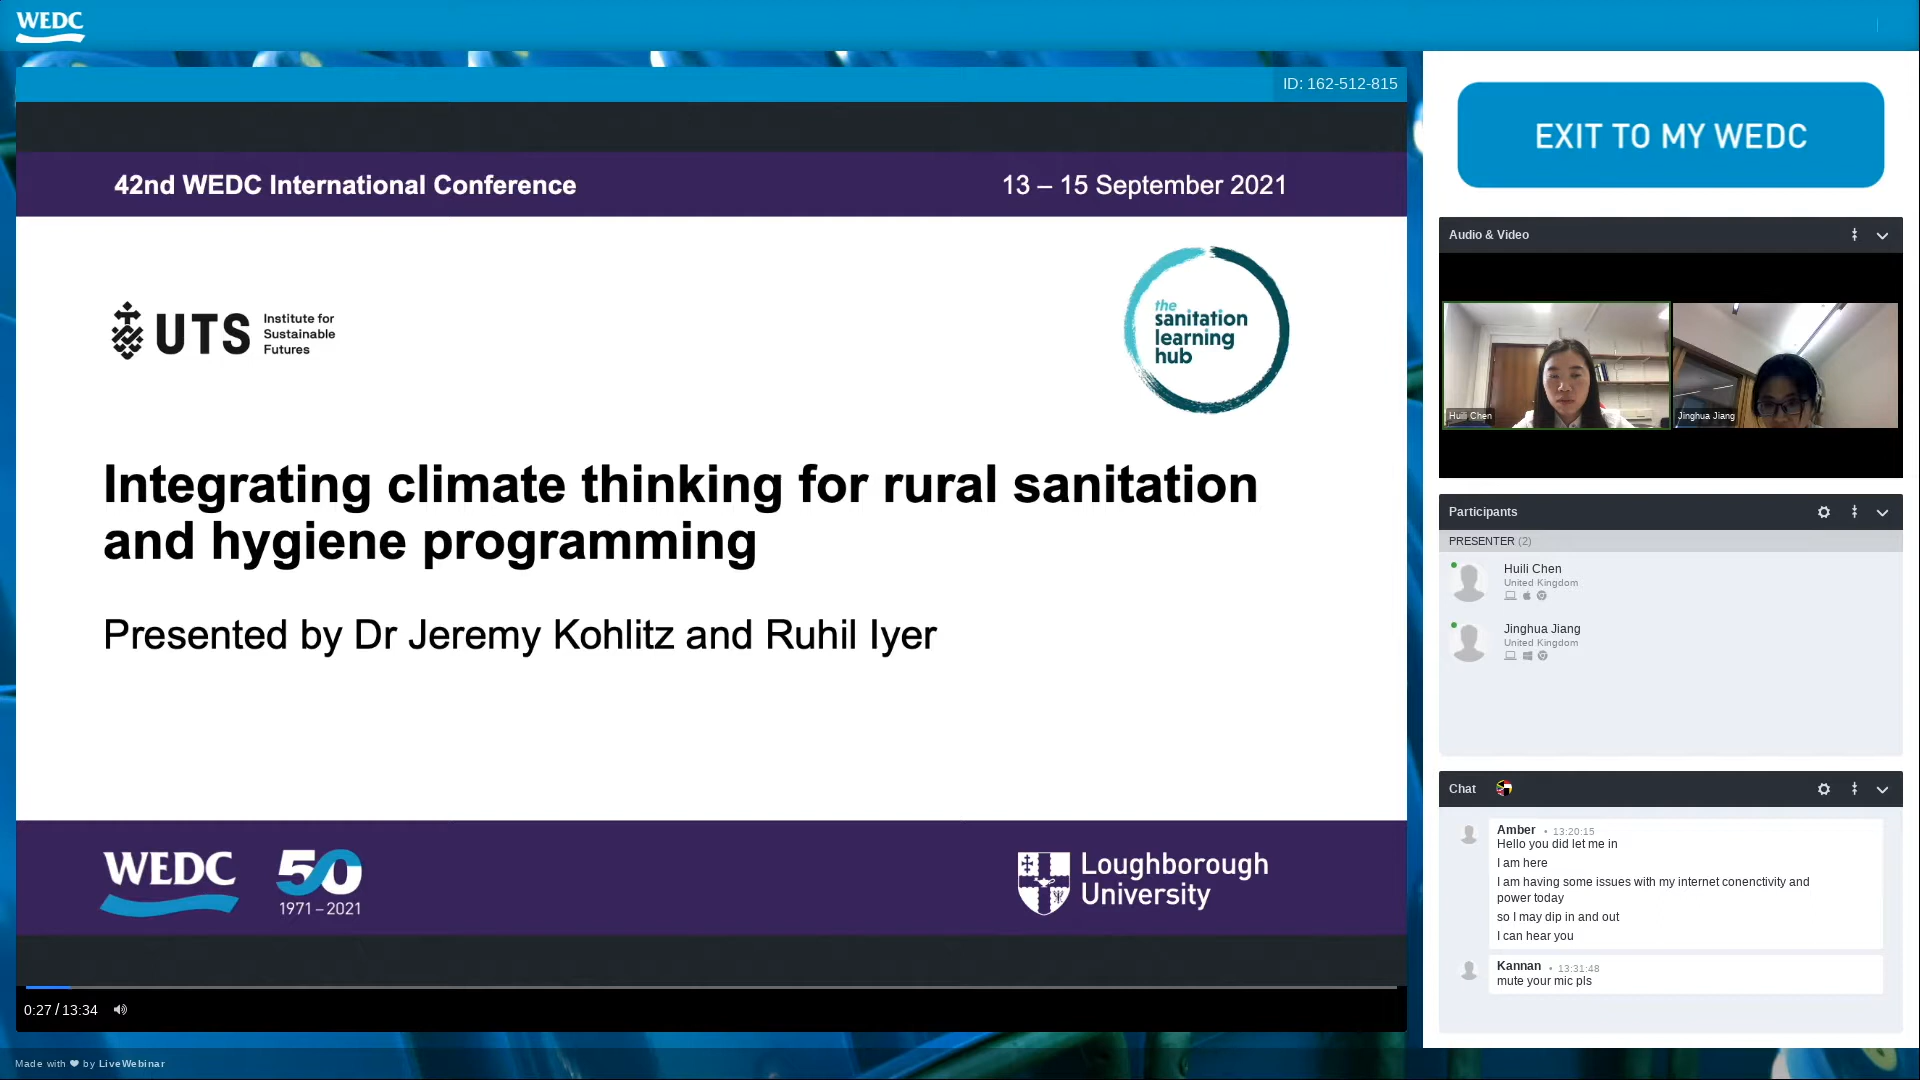 WEDC
ID: 162-512-815
42nd WEDC International Conference
13 – 15 September 2021
UTS
Institute for
Sustainable
Futures
the
sanitation
learning
hub
Integrating climate thinking for rural sanitation
and hygiene programming
Presented by Dr Jeremy Kohlitz and Ruhil Iyer
WEDC
50
1971 – 2021
Loughborough
University
0:27 / 13:34
Made with by LiveWebinar
EXIT TO MY WEDC
Audio & Video
Huili Chen
Jinghua Jiang
Participants
PRESENTER (2)
Huili Chen
United Kingdom
Jinghua Jiang
United Kingdom
Chat
Amber • 13:20:15
Hello you did let me in
I am here
I am having some issues with my internet conenctivity and
power today
so I may dip in and out
I can hear you
Kannan • 13:31:48
mute your mic pls